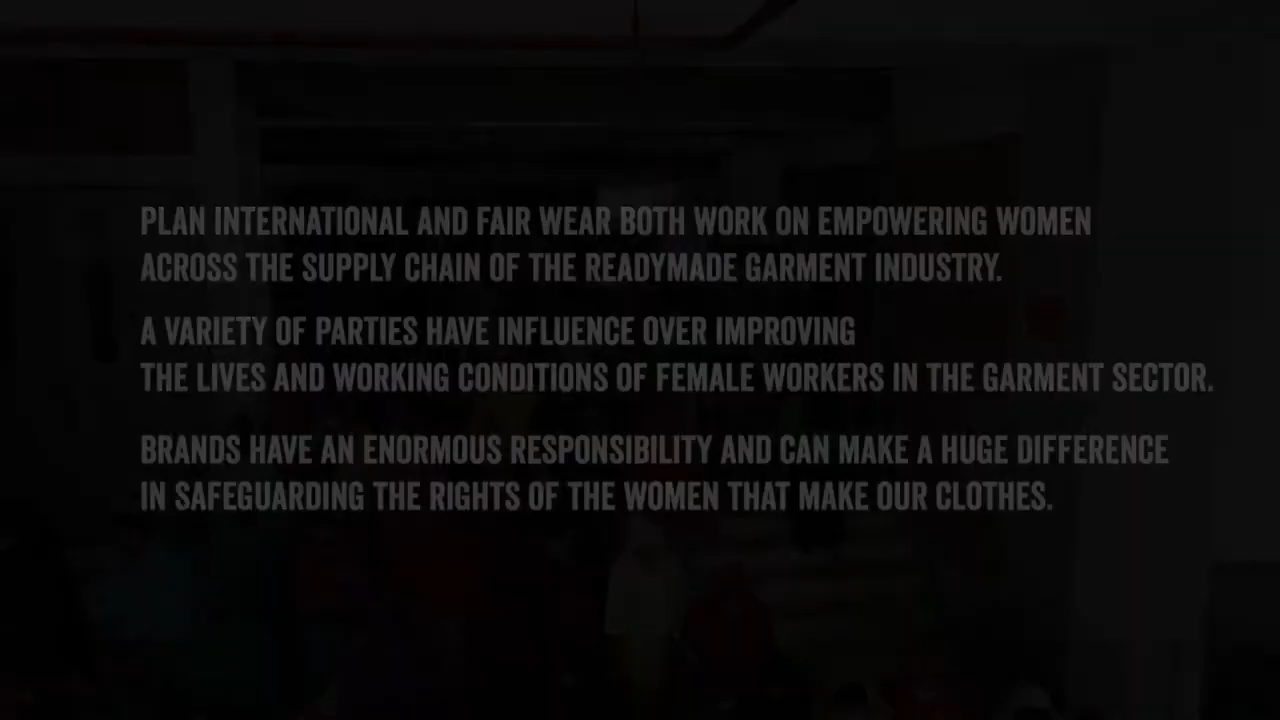 PLAN INTERNATIONAL AND FAIR WEAR BOTH WORK ON EMPOWERING WOMEN
ACROSS THE SUPPLY CHAIN OF THE READYMADE GARMENT INDUSTRY.
A VARIETY OF PARTIES HAVE INFLUENCE OVER IMPROVING
THE LIVES AND WORKING CONDITIONS OF FEMALE WORKERS IN THE GARMENT SECTOR.
BRANDS HAVE AN ENORMOUS RESPONSIBILITY AND CAN MAKE A HUGE DIFFERENCE
IN SAFEGUARDING THE RIGHTS OF THE WOMEN THAT MAKE OUR CLOTHES.